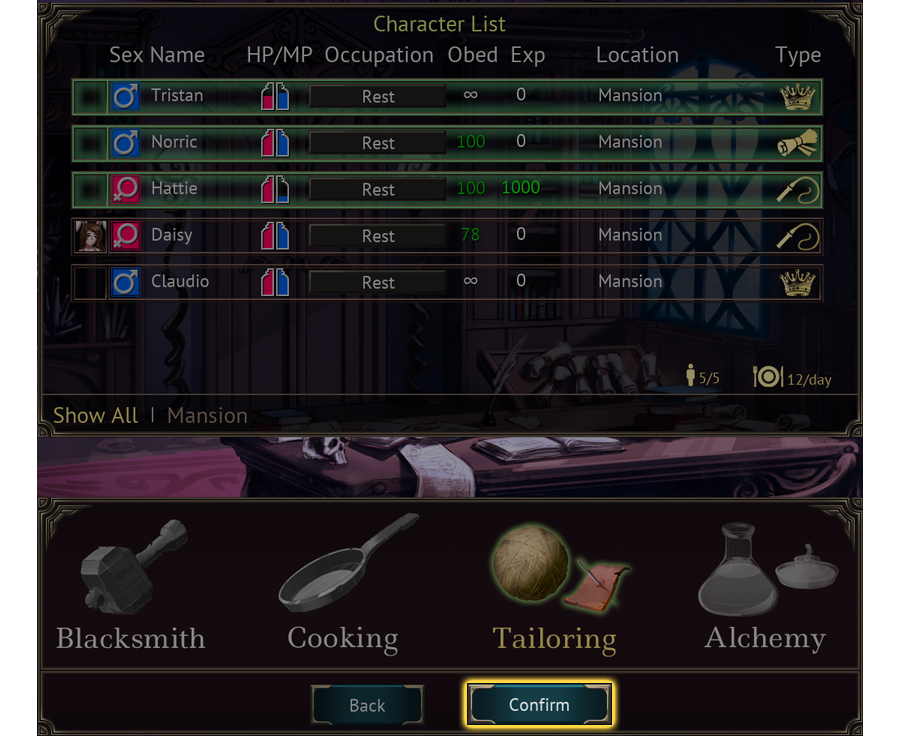 Character List
Sex Name HP/MP Occupation Obed Exp Location Type
Tristan Rest ∞ 0 Mansion
Norric Rest 100 0 Mansion
Hattie Rest 100 1000 Mansion
Daisy Rest 78 0 Mansion
Claudio Rest ∞ 0 Mansion
5/5 12/day
Show All | Mansion
Blacksmith Cooking Tailoring Alchemy
Back Confirm